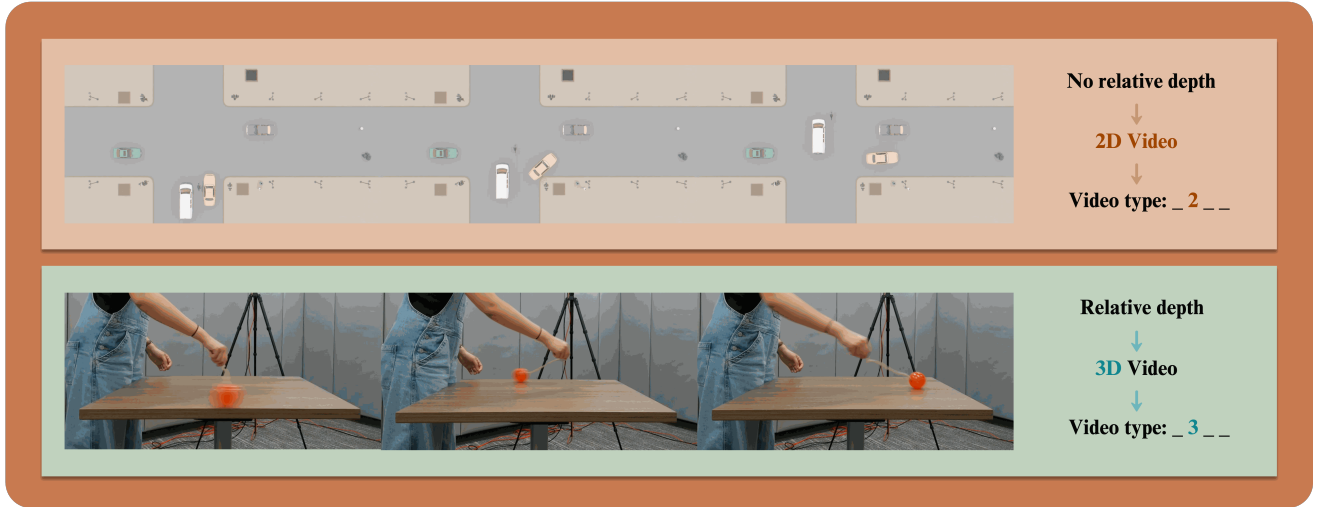 No relative depth
2D Video
Video type: _ 2 _ _
Relative depth
3D Video
Video type: _ 3 _ _